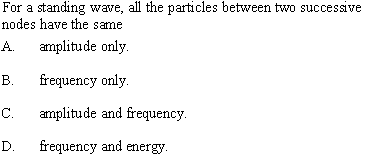 For a standing wave, all the particles between two successive
nodes have the same
A. amplitude only.
B. frequency only.
C. amplitude and frequency.
D. frequency and energy.